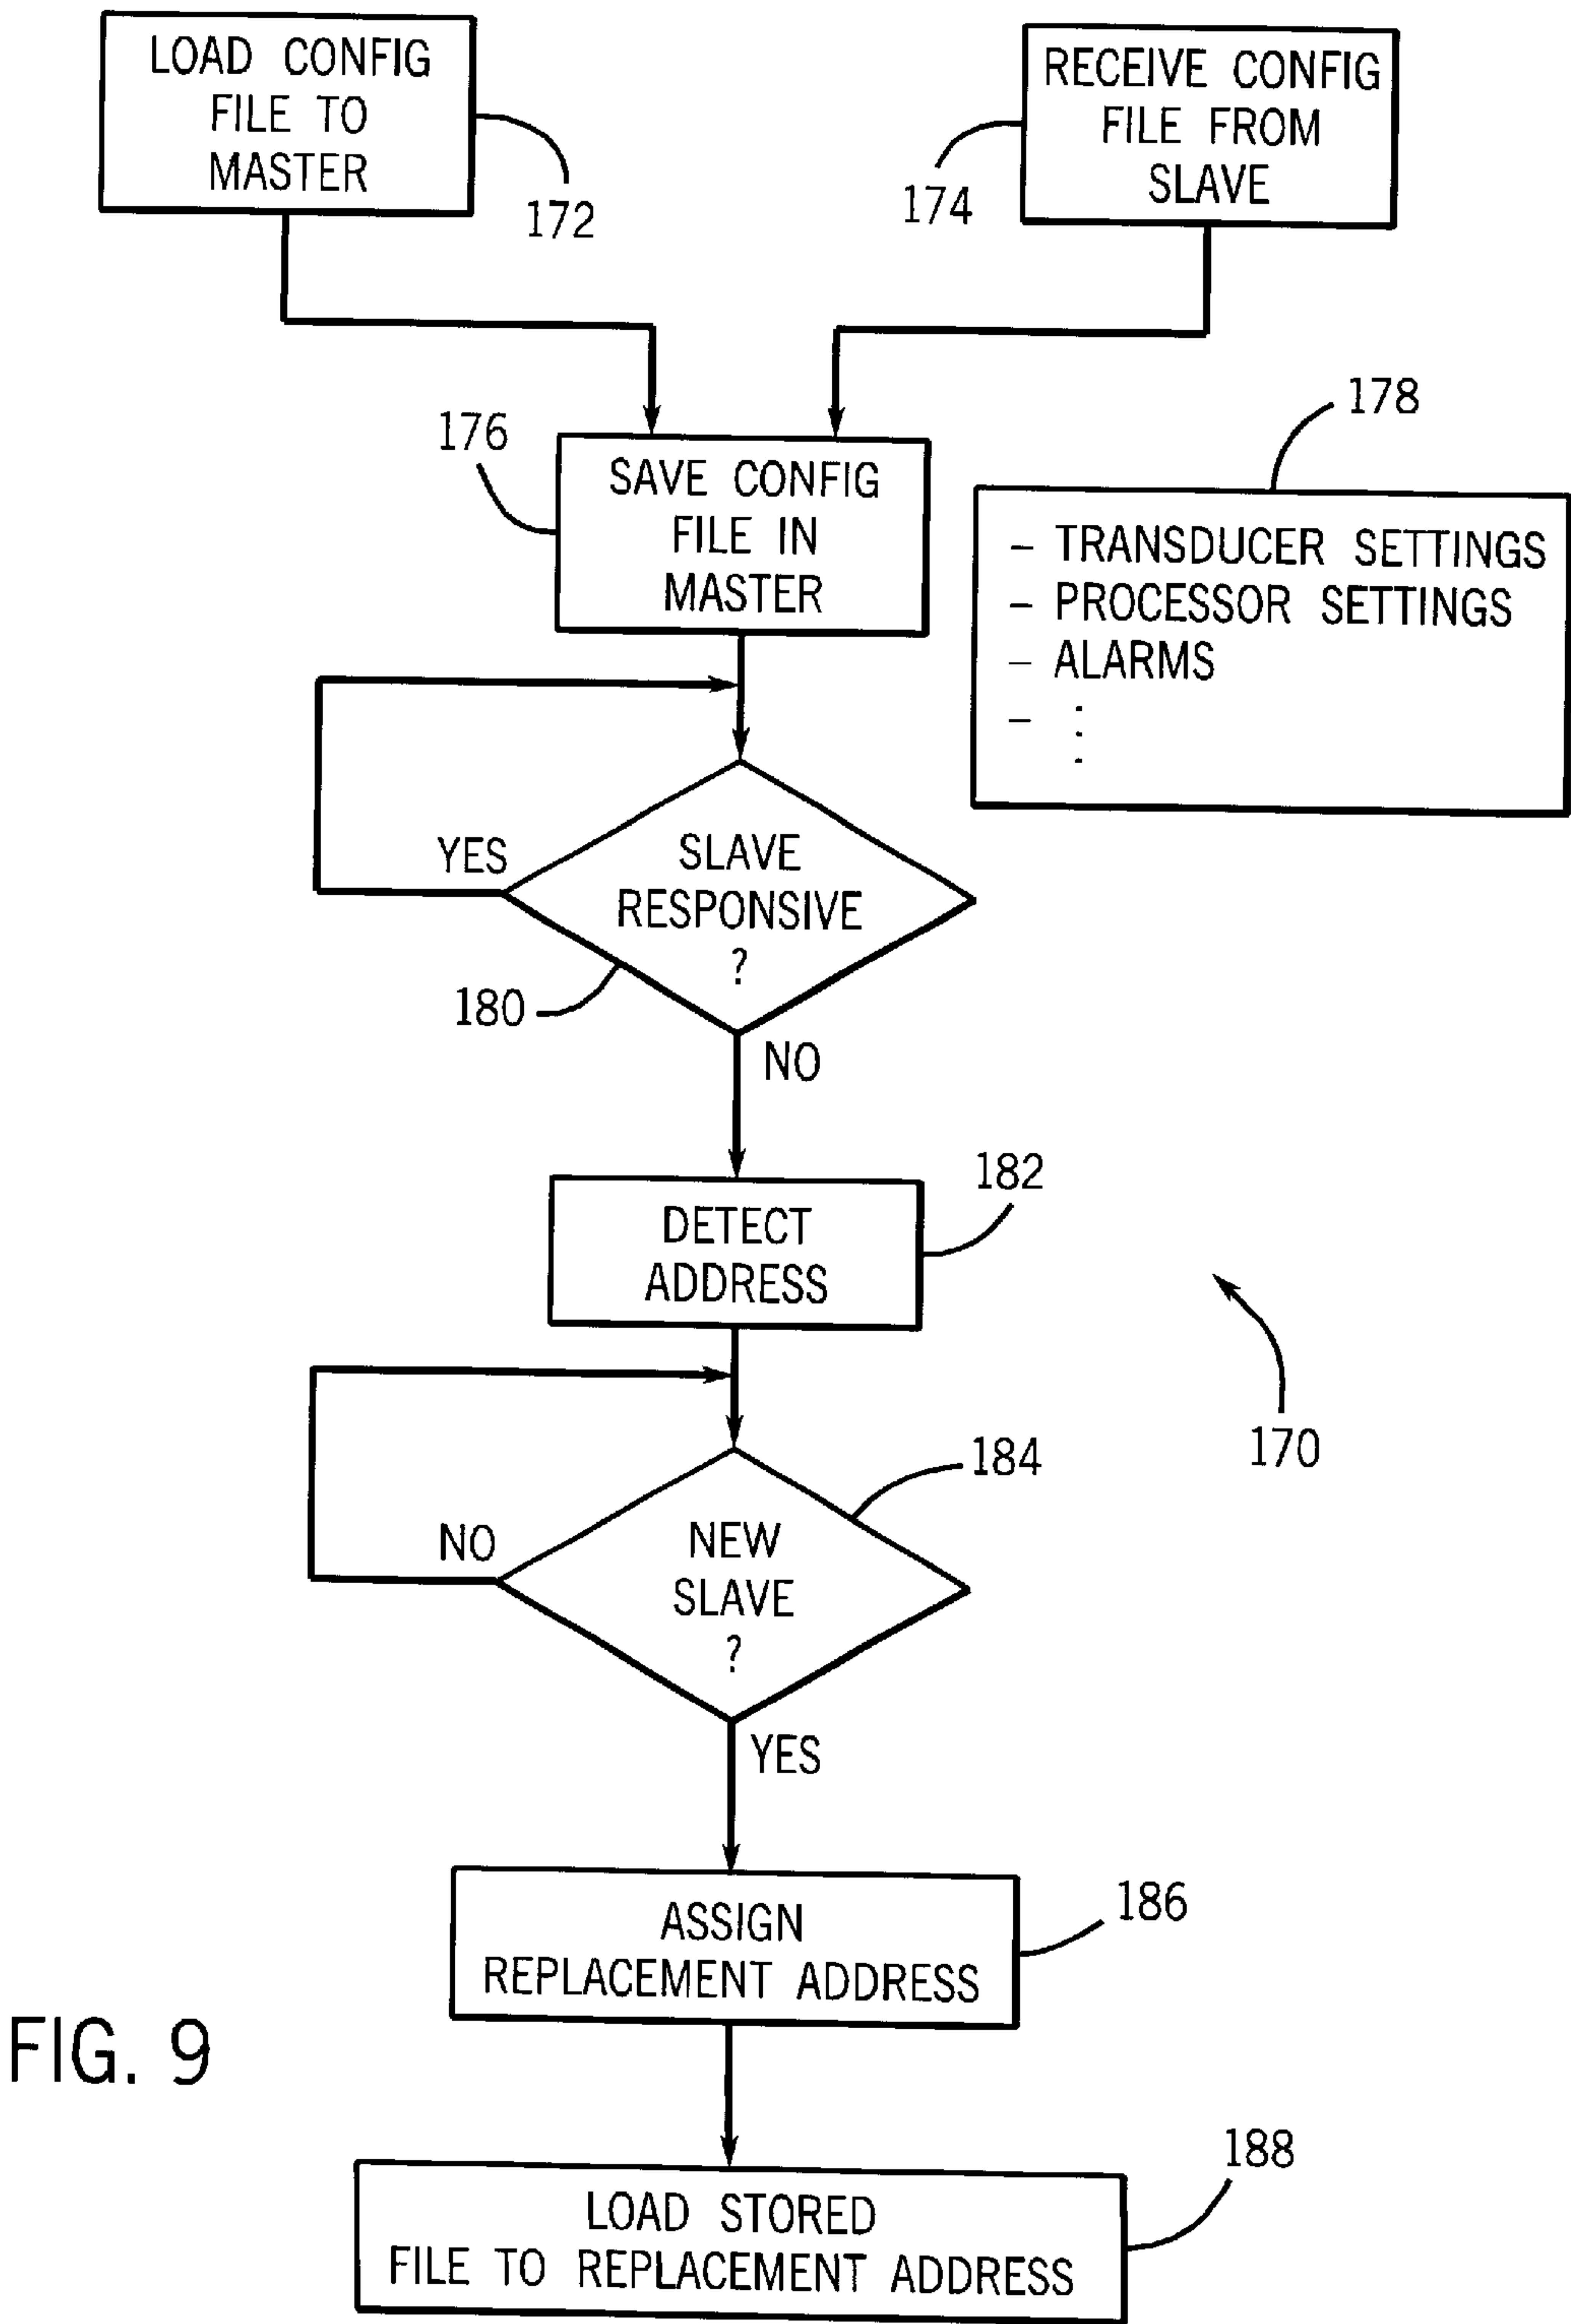 LOAD CONFIG
FILE TO
MASTER
172
RECEIVE CONFIG
FILE FROM
SLAVE
174
176
SAVE CONFIG
FILE IN
MASTER
178
- TRANSDUCER SETTINGS
- PROCESSOR SETTINGS
- ALARMS
- ⋮
YES
SLAVE
RESPONSIVE
?
180
NO
182
DETECT
ADDRESS
170
184
NO
NEW
SLAVE
?
YES
186
ASSIGN
REPLACEMENT ADDRESS
FIG. 9
188
LOAD STORED
FILE TO REPLACEMENT ADDRESS